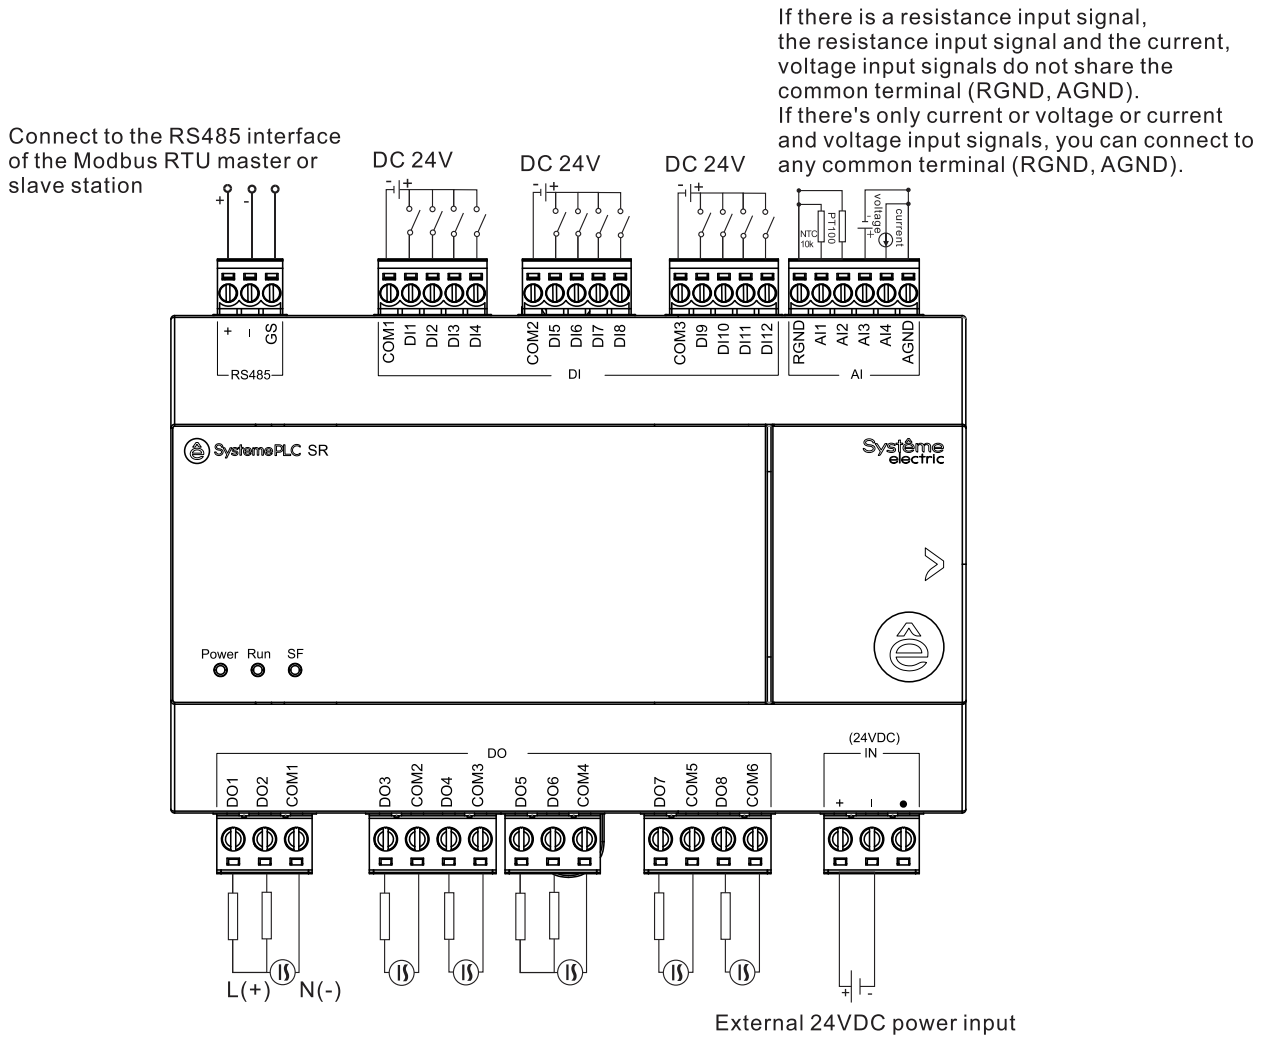 If there is a resistance input signal,
the resistance input signal and the current,
voltage input signals do not share the
common terminal (RGND, AGND).
If there's only current or voltage or current
and voltage input signals, you can connect to
any common terminal (RGND, AGND).
Connect to the RS485 interface
of the Modbus RTU master or
slave station
DC 24V
DC 24V
DC 24V
+ -
- +
- +
- +
NTC
10k
PT100
voltage
- +
current
+ – GS
COM1 DI1 DI2 DI3 DI4
COM2 DI5 DI6 DI7 DI8
COM3 DI9 DI10 DI11 DI12
RGND AI1 AI2 AI3 AI4 AGND
RS485
DI
AI
ê SystemePLC SR
Systême
electric
ê
Power Run SF
DO
(24VDC)
IN
DO1 DO2 COM1
DO3 COM2 DO4 COM3
DO5 DO6 COM4
DO7 COM5 DO8 COM6
+ –
L(+) N(-)
+ -
External 24VDC power input